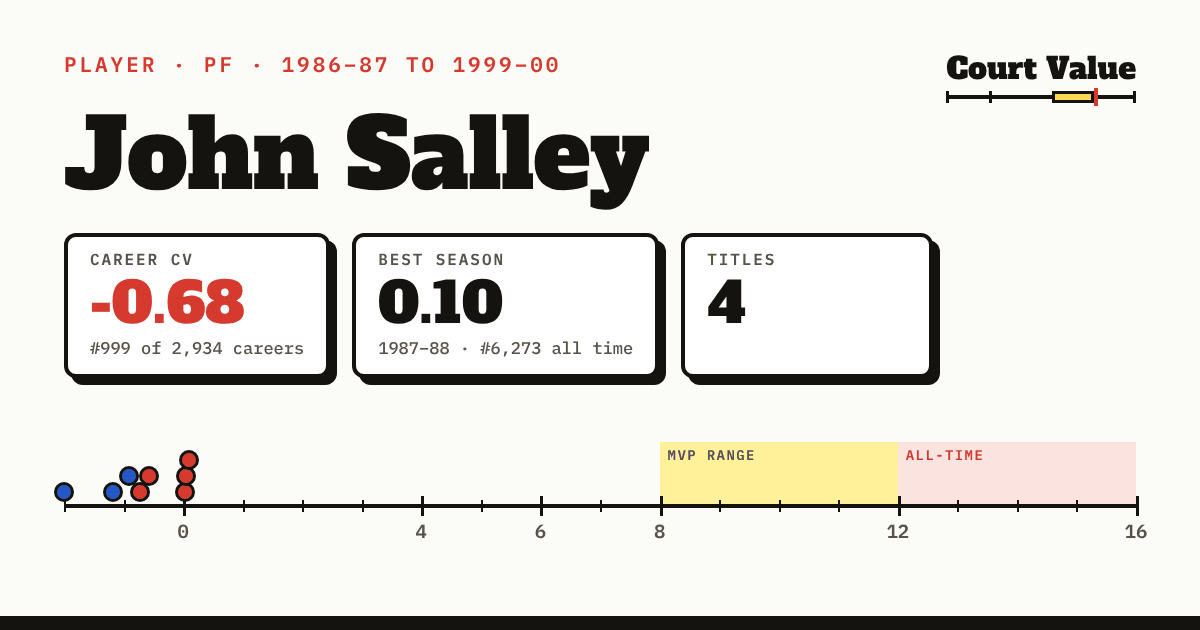 PLAYER · PF · 1986–87 TO 1999–00
Court Value
John Salley
CAREER CV
-0.68
#999 of 2,934 careers
BEST SEASON
0.10
1987–88 · #6,273 all time
TITLES
4
MVP RANGE
ALL-TIME
0 4 6 8 12 16